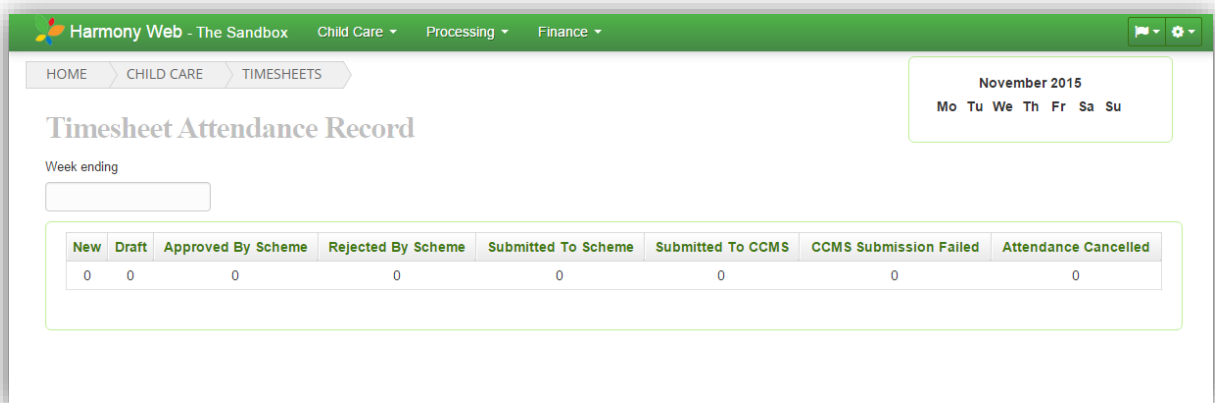 Harmony Web - The Sandbox Child Care Processing Finance
HOME CHILD CARE TIMESHEETS
November 2015
Mo Tu We Th Fr Sa Su
Timesheet Attendance Record
Week ending
New Draft Approved By Scheme Rejected By Scheme Submitted To Scheme Submitted To CCMS CCMS Submission Failed Attendance Cancelled
0 0 0 0 0 0 0 0